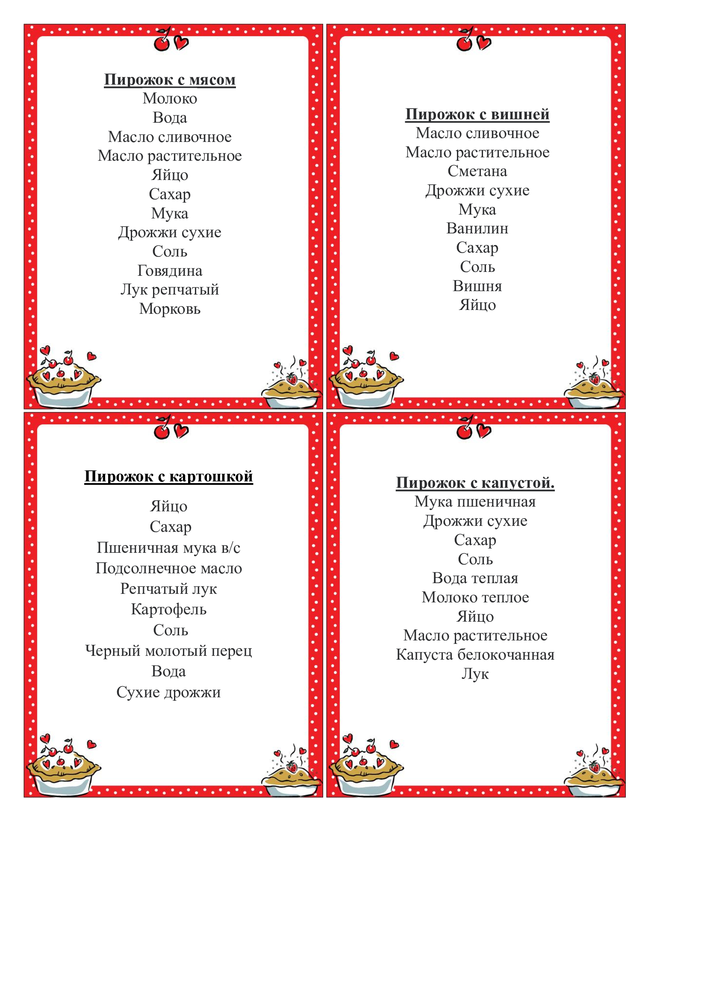 Пирожок с мясом
Молоко
Вода
Масло сливочное
Масло растительное
Яйцо
Сахар
Мука
Дрожжи сухие
Соль
Говядина
Лук репчатый
Морковь
Пирожок с вишней
Масло сливочное
Масло растительное
Сметана
Дрожжи сухие
Мука
Ванилин
Сахар
Соль
Вишня
Яйцо
Пирожок с картошкой
Яйцо
Сахар
Пшеничная мука в/с
Подсолнечное масло
Репчатый лук
Картофель
Соль
Черный молотый перец
Вода
Сухие дрожжи
Пирожок с капустой.
Мука пшеничная
Дрожжи сухие
Сахар
Соль
Вода теплая
Молоко теплое
Яйцо
Масло растительное
Капуста белокочанная
Лук